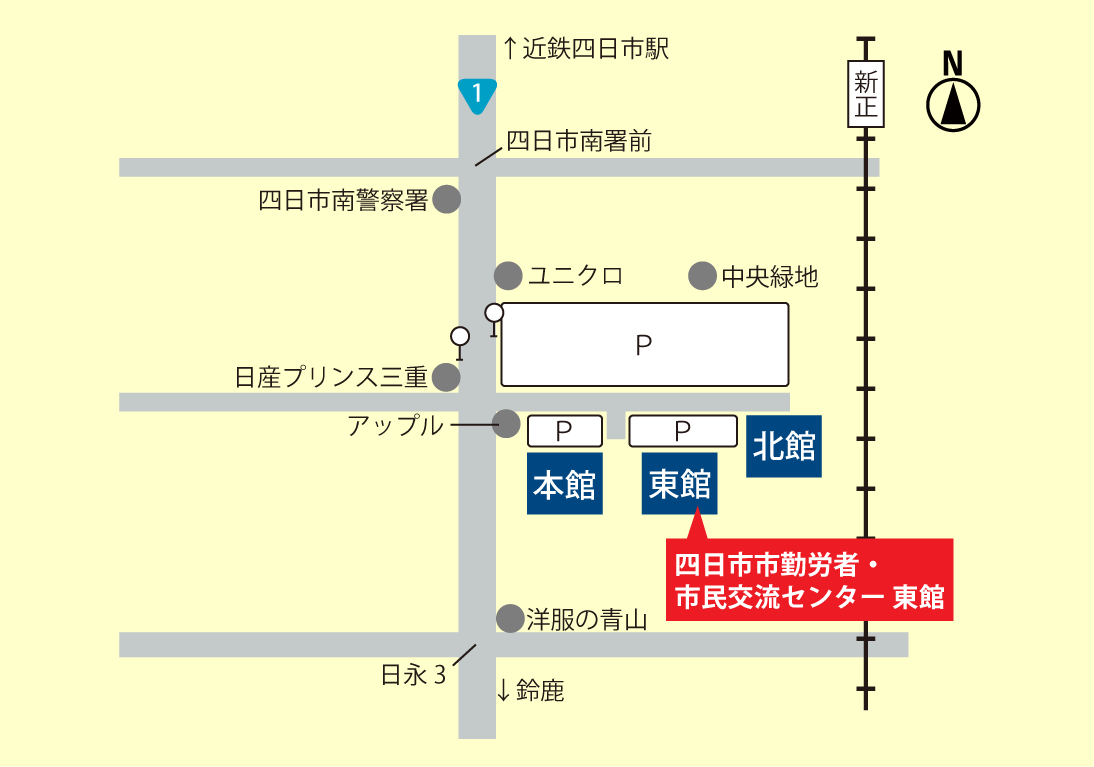 ↑近鉄四日市駅
1
新正
N
四日市南署前
四日市南警察署
ユニクロ
中央緑地
P
日産プリンス三重
アップル
P
P
北館
本館
東館
四日市市勤労者・
市民交流センター 東館
洋服の青山
日永3
↓鈴鹿